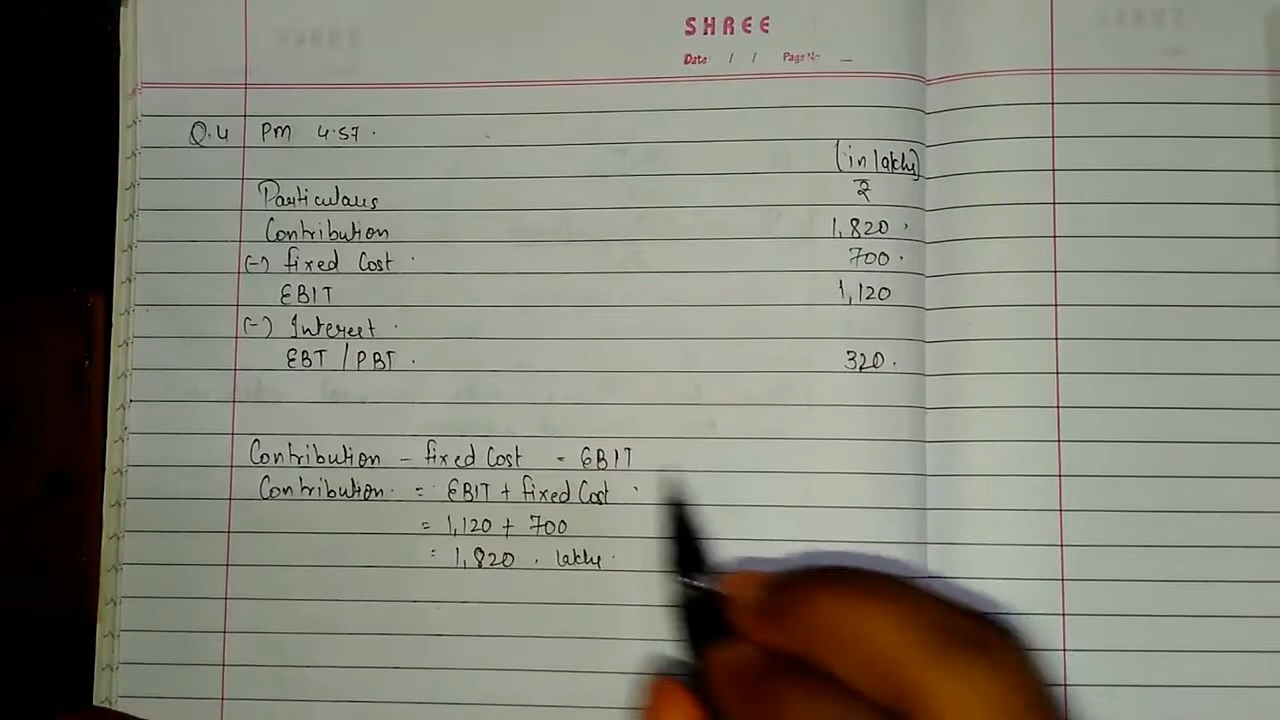 SHREE
Date / / Page No
Q.4 PM 4.57.
(in lakhs)
Particulars ₹
Contribution 1,820.
(-) fixed Cost. 700.
EBIT 1,120
(-) Interest.
EBT / PBT. 320.
Contribution - fixed Cost = EBIT
Contribution. = EBIT + fixed Cost.
= 1,120 + 700
= 1,820. lakhs.